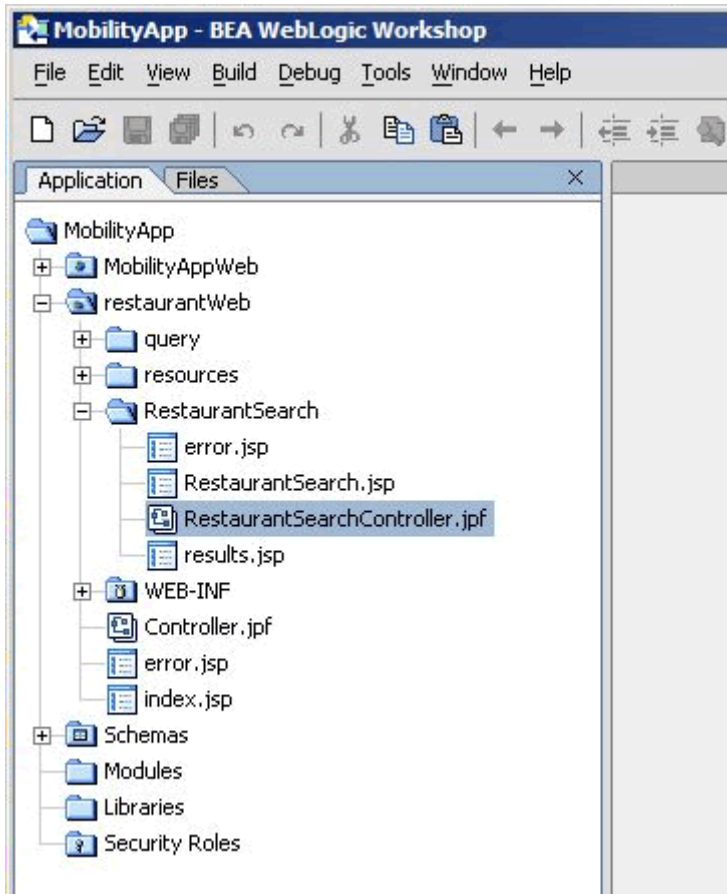 MobilityApp - BEA WebLogic Workshop
File Edit View Build Debug Tools Window Help
Application Files
MobilityApp
MobilityAppWeb
restaurantWeb
query
resources
RestaurantSearch
error.jsp
RestaurantSearch.jsp
RestaurantSearchController.jpf
results.jsp
WEB-INF
Controller.jpf
error.jsp
index.jsp
Schemas
Modules
Libraries
Security Roles